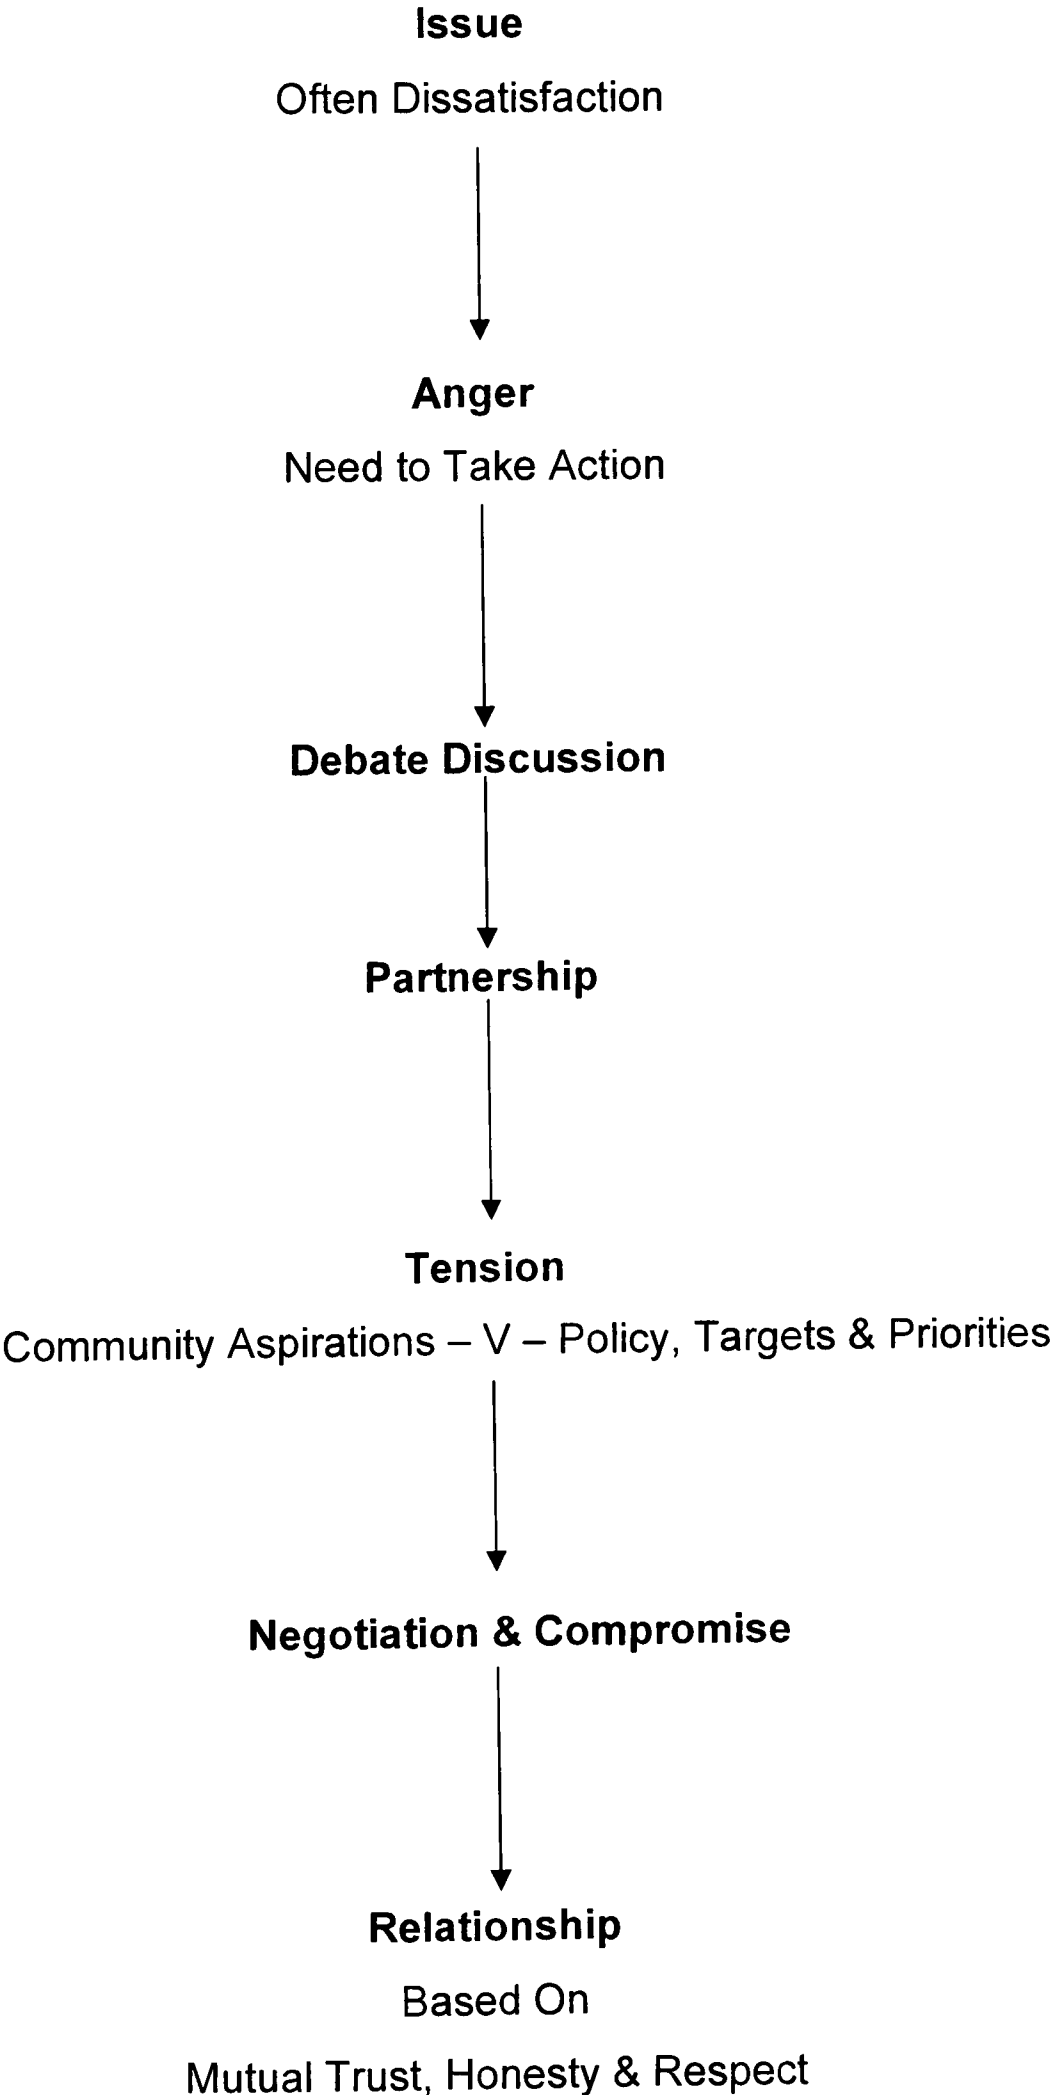 Issue
Often Dissatisfaction
Anger
Need to Take Action
Debate Discussion
Partnership
Tension
Community Aspirations – V – Policy, Targets & Priorities
Negotiation & Compromise
Relationship
Based On
Mutual Trust, Honesty & Respect